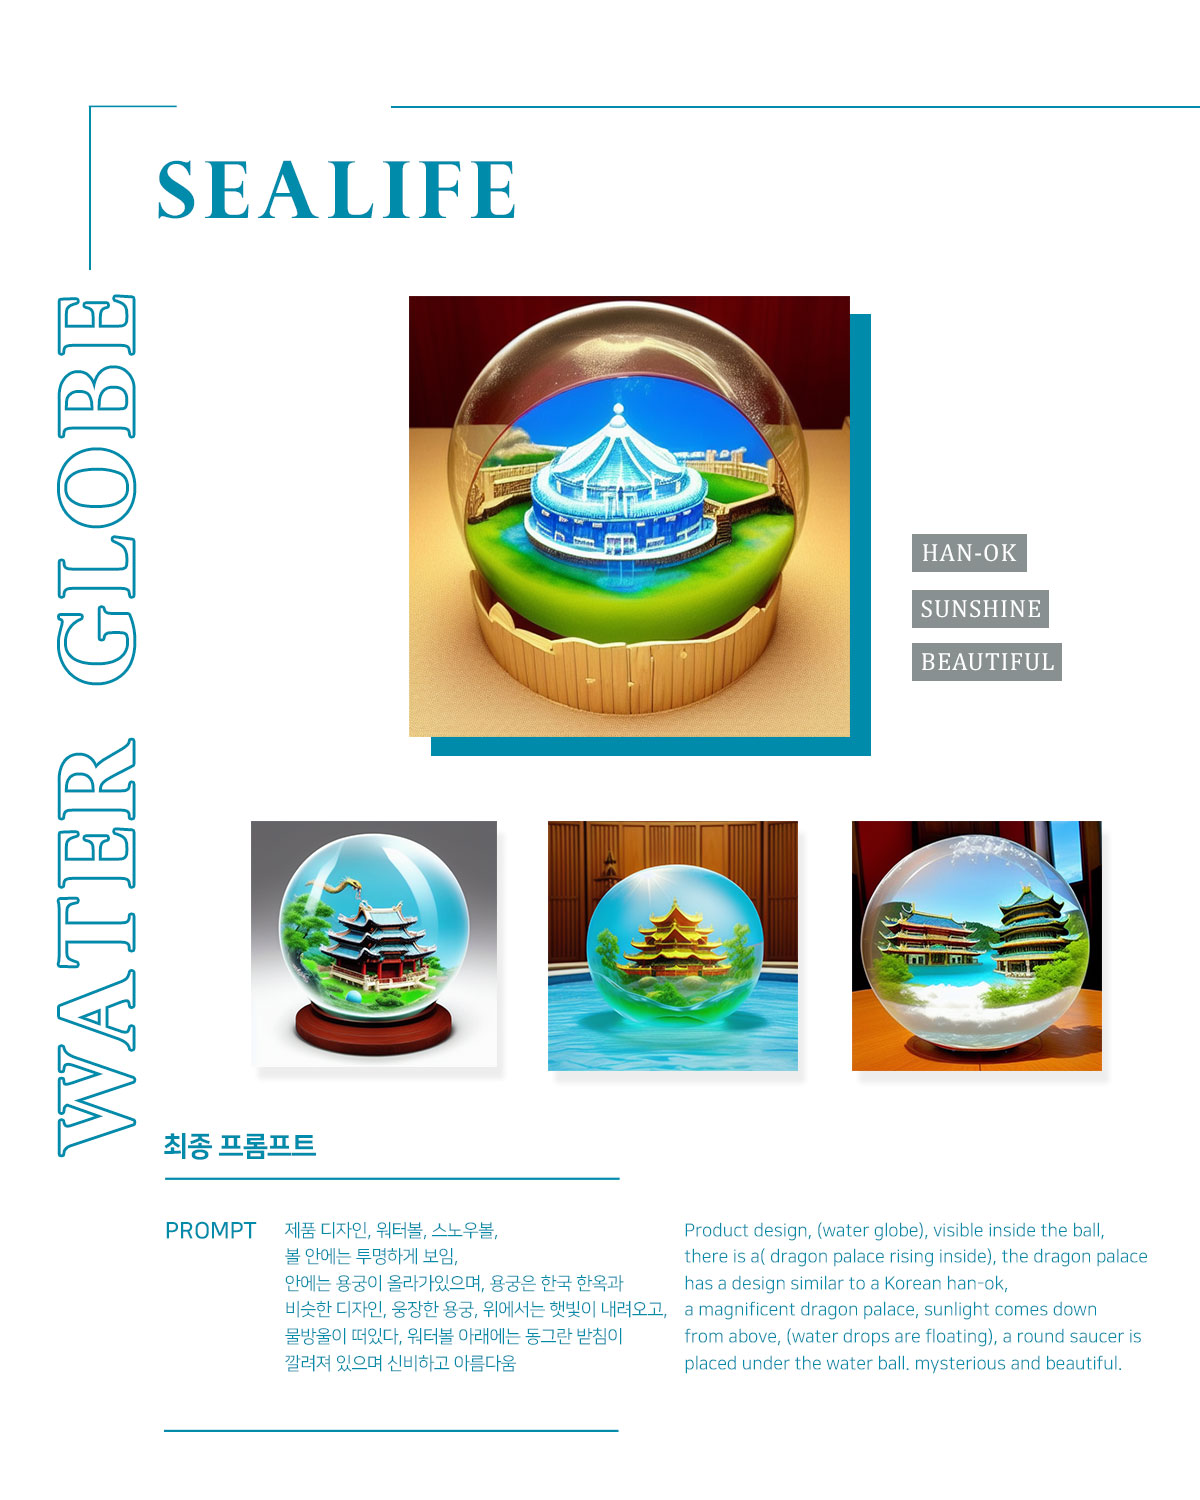 SEALIFE
WATER GLOBE
HAN-OK
SUNSHINE
BEAUTIFUL
최종 프롬프트
PROMPT
제품 디자인, 워터볼, 스노우볼,
볼 안에는 투명하게 보임,
안에는 용궁이 올라가있으며, 용궁은 한국 한옥과
비슷한 디자인, 웅장한 용궁, 위에서는 햇빛이 내려오고,
물방울이 떠있다, 워터볼 아래에는 동그란 받침이
깔려져 있으며 신비하고 아름다움
Product design, (water globe), visible inside the ball,
there is a( dragon palace rising inside), the dragon palace
has a design similar to a Korean han-ok,
a magnificent dragon palace, sunlight comes down
from above, (water drops are floating), a round saucer is
placed under the water ball. mysterious and beautiful.